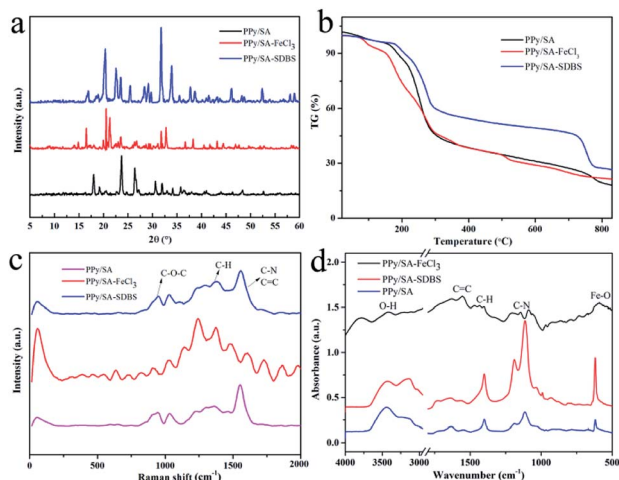 a
PPy/SA
PPy/SA-FeCl3
PPy/SA-SDBS
Intensity (a.u.)
5 10 15 20 25 30 35 40 45 50 55 60
2θ (°)
b
PPy/SA
PPy/SA-FeCl3
PPy/SA-SDBS
TG (%)
120
90
60
30
0
200 400 600 800
Temperature (°C)
c
PPy/SA
PPy/SA-FeCl3
PPy/SA-SDBS
C-O-C
C-H
C-N
C=C
Intensity (a.u.)
0 500 1000 1500 2000
Raman shift (cm-1)
d
PPy/SA-FeCl3
PPy/SA-SDBS
PPy/SA
O-H
C=C
C-H
C-N
Fe-O
Absorbance (a.u.)
2.0
1.5
1.0
0.5
0.0
4000 3500 3000 1500 1000 500
Wavenumber (cm-1)